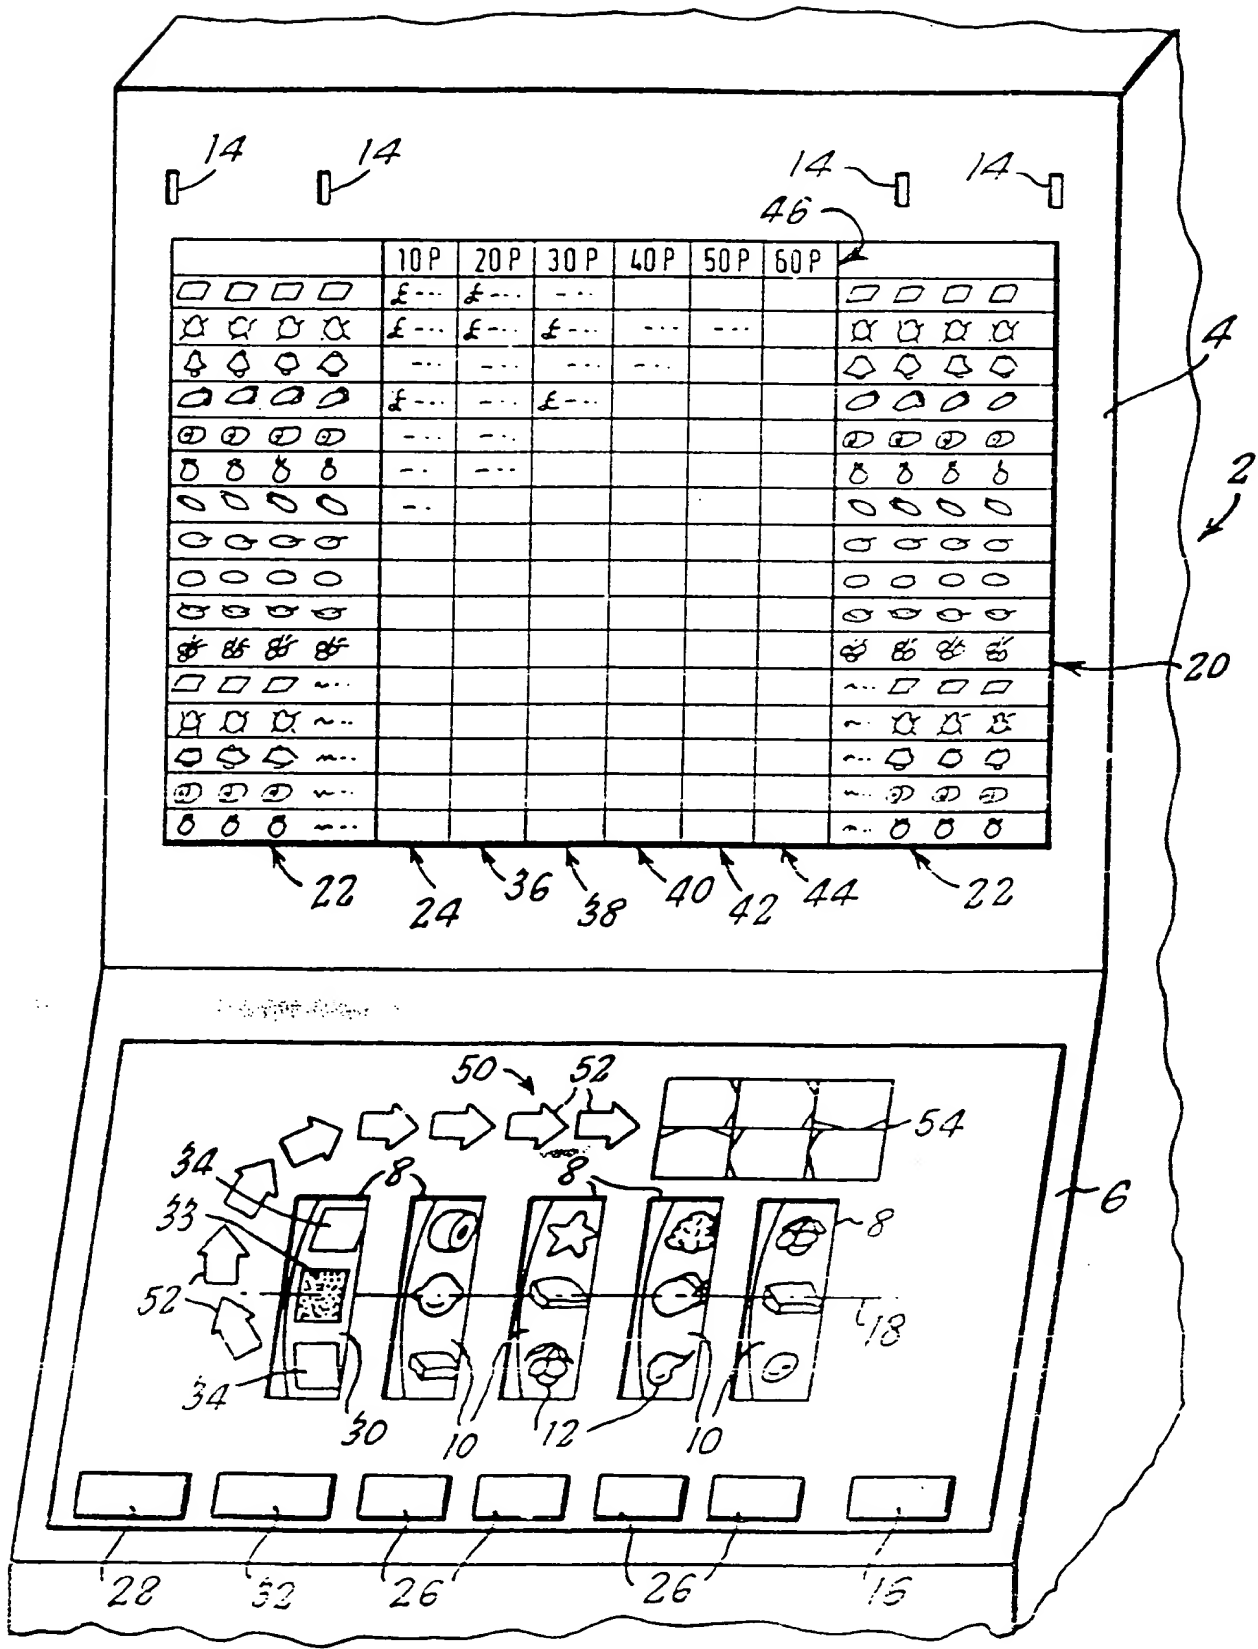 14 14 14 14
46
10P 20P 30P 40P 50P 60P
£--- £--- ---
£--- £--- £--- --- ---
--- --- --- ---
£--- --- £---
--- ---
--- ---
---
4
2
20
22 24 36 38 40 42 44 22
50 52
54
34 8 8
33
6
8
52
18
34
30 10 12 10
28 32 26 26 16